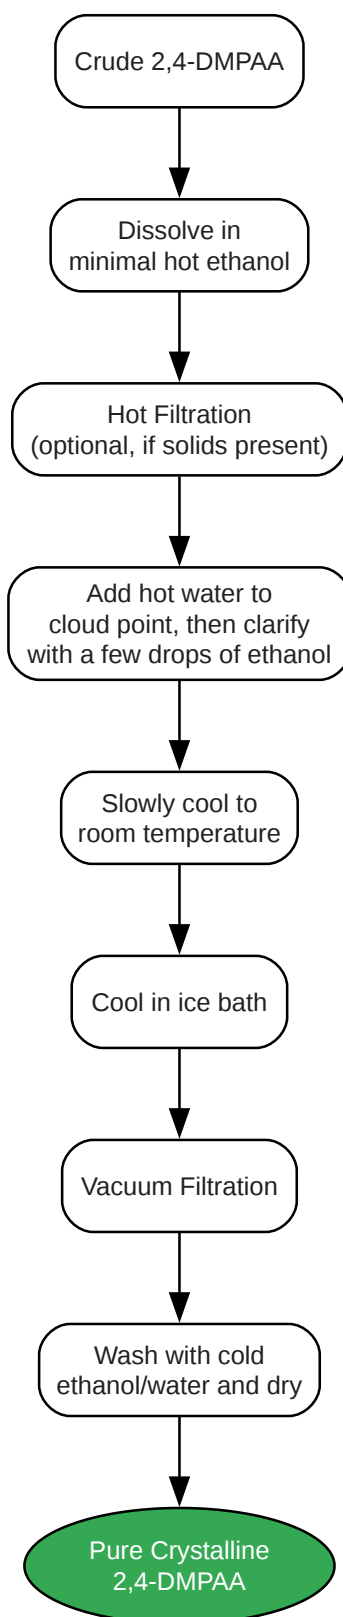 Crude 2,4-DMPAA
Dissolve in
minimal hot ethanol
Hot Filtration
(optional, if solids present)
Add hot water to
cloud point, then clarify
with a few drops of ethanol
Slowly cool to
room temperature
Cool in ice bath
Vacuum Filtration
Wash with cold
ethanol/water and dry
Pure Crystalline
2,4-DMPAA